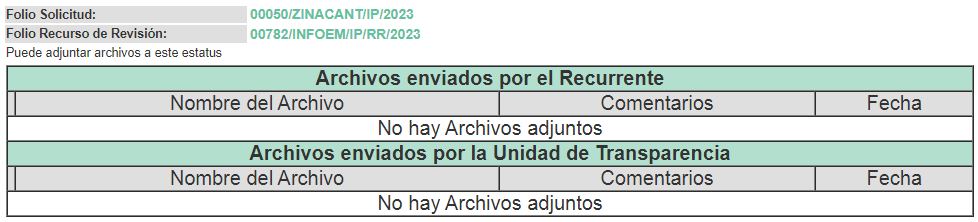 Folio Solicitud: 00050/ZINACANT/IP/2023
Folio Recurso de Revisión: 00782/INFOEM/IP/RR/2023
Puede adjuntar archivos a este estatus
Archivos enviados por el Recurrente
Nombre del Archivo Comentarios Fecha
No hay Archivos adjuntos
Archivos enviados por la Unidad de Transparencia
Nombre del Archivo Comentarios Fecha
No hay Archivos adjuntos